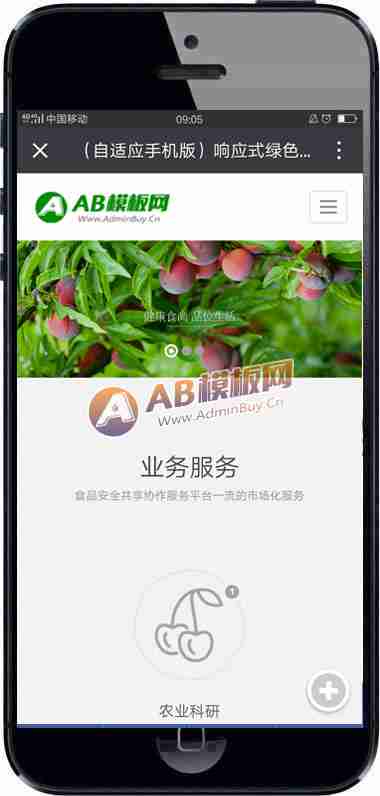 中国移动
09:05
（自适应手机版）响应式绿色...
AB模板网
Www.AdminBuy.Cn
健康食尚 品位生活
AB模板网
Www.AdminBuy.Cn
业务服务
食品安全共享协作服务平台一流的市场化服务
1
农业科研